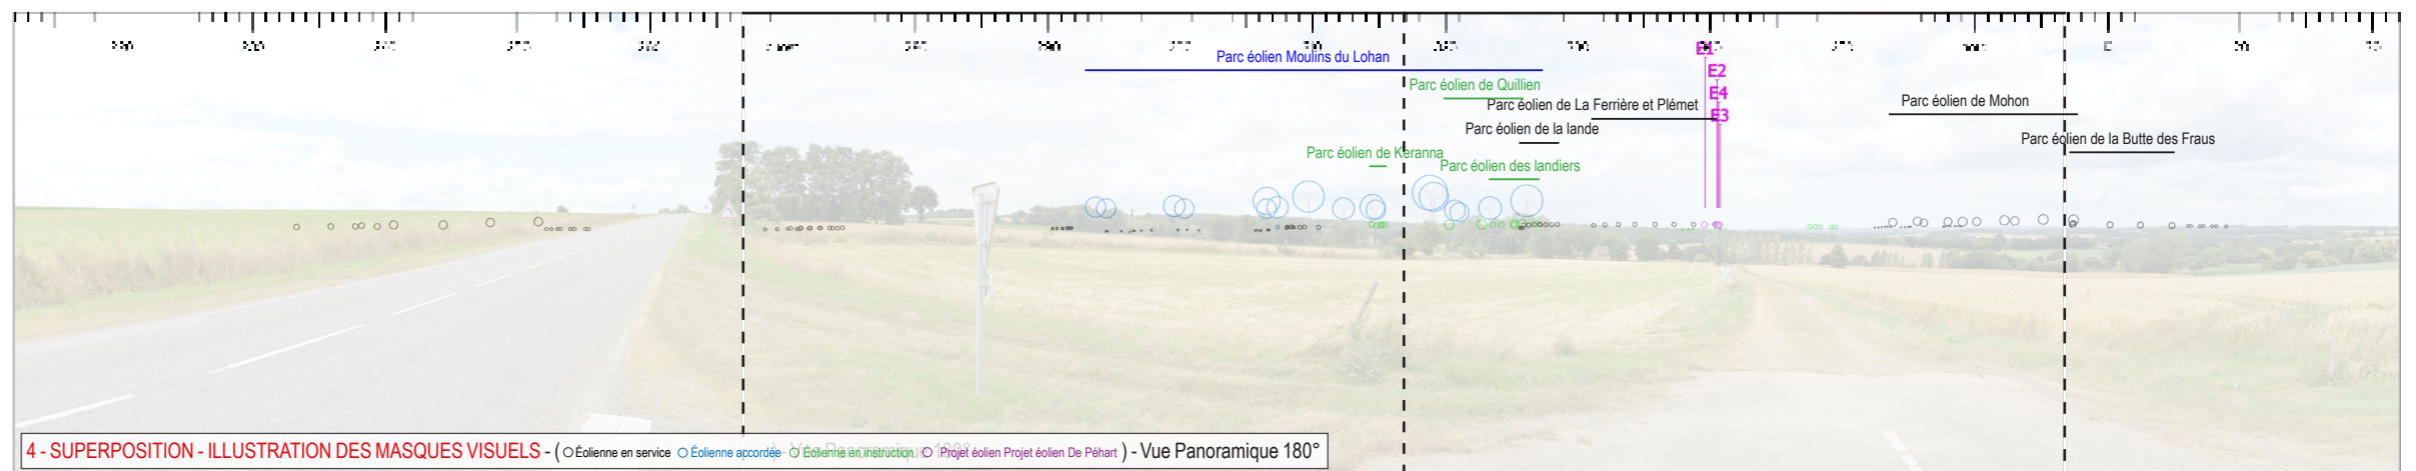 Parc éolien Moulins du Lohan
E1
E2
Parc éolien de Quillien
E4
Parc éolien de La Ferrière et Plémet
Parc éolien de Mohon
E3
Parc éolien de la lande
Parc éolien de la Butte des Fraus
Parc éolien de Keranna
Parc éolien des landiers
4 - SUPERPOSITION - ILLUSTRATION DES MASQUES VISUELS - ( Éolienne en service Éolienne accordée Éolienne en instruction Projet éolien Projet éolien De Péhart ) - Vue Panoramique 180°